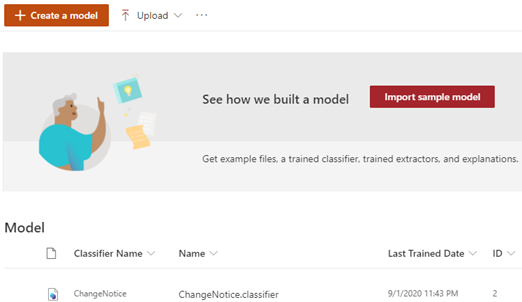 Create a model Upload ···
See how we built a model Import sample model
Get example files, a trained classifier, trained extractors, and explanations.
Model
Classifier Name Name Last Trained Date ID
ChangeNotice ChangeNotice.classifier 9/1/2020 11:43 PM 2